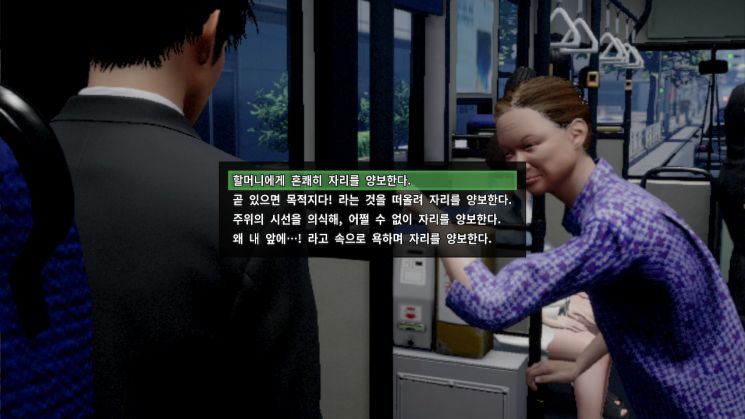 할머니에게 흔쾌히 자리를 양보한다.
곧 있으면 목적지다! 라는 것을 떠올려 자리를 양보한다.
주위의 시선을 의식해, 어쩔 수 없이 자리를 양보한다.
왜 내 앞에…! 라고 속으로 욕하며 자리를 양보한다.